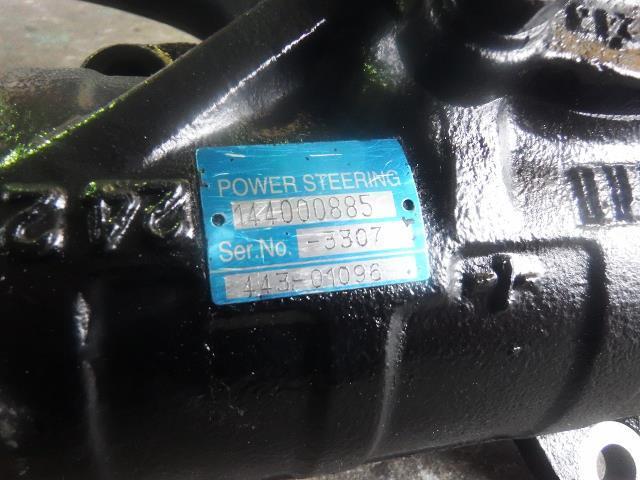 POWER STEERING
144000885
Ser.No. -3307
443-01096